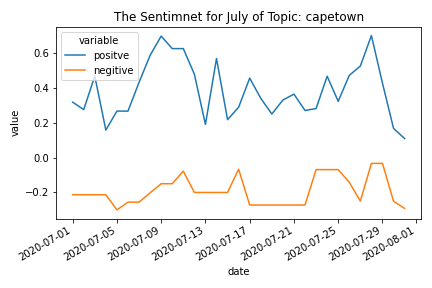 The Sentimnet for July of Topic: capetown
variable
positve
negitive
0.6
0.4
0.2
0.0
−0.2
value
2020-07-01
2020-07-05
2020-07-09
2020-07-13
2020-07-17
2020-07-21
2020-07-25
2020-07-29
2020-08-01
date